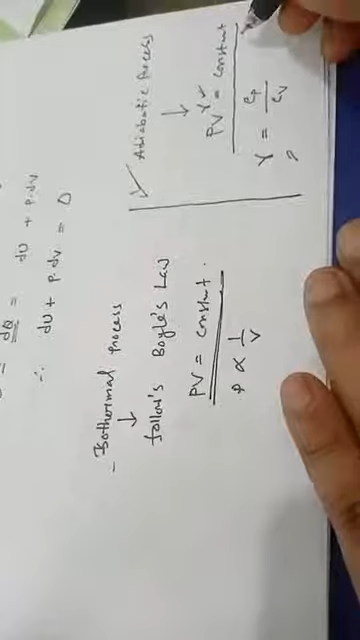 dQ = dU + P.dV
∴ dU + P.dV = 0
- Isothermal process
↓
follow's Boyle's Law
PV = constant.
P ∝ 1/V
✓ Adiabatic process
↓
PV^γ = constant
γ = Cp/Cv